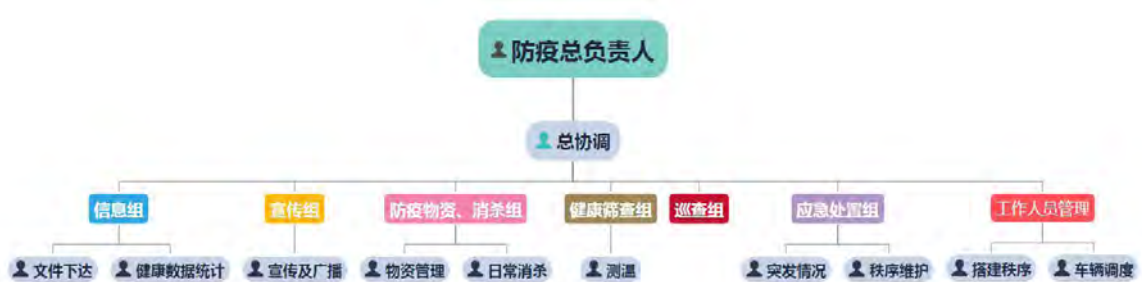 防疫总负责人
总协调
信息组 宣传组 防疫物资、消杀组 健康筛查组 巡查组 应急处置组 工作人员管理
文件下达 健康数据统计 宣传及广播 物资管理 日常消杀 测温 突发情况 秩序维护 搭建秩序 车辆调度